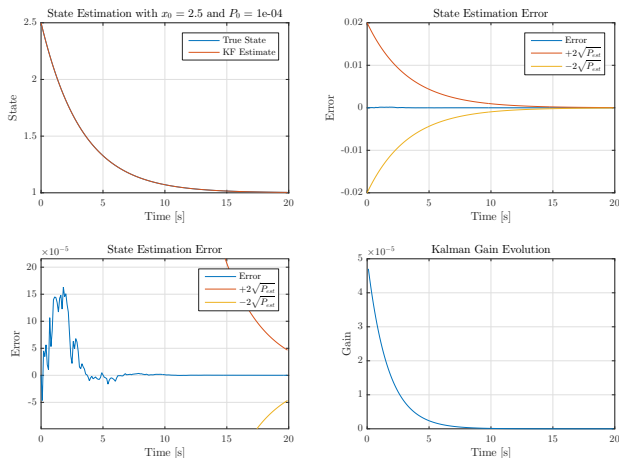 State Estimation with x₀ = 2.5 and P₀ = 1e-04
True State
KF Estimate
2.5
2
1.5
1
State
0
5
10
15
20
Time [s]
State Estimation Error
Error
+2√P_est
−2√P_est
0.02
0.01
0
-0.01
-0.02
Error
0
5
10
15
20
Time [s]
State Estimation Error
×10⁻⁵
Error
+2√P_est
−2√P_est
20
15
10
5
0
-5
Error
0
5
10
15
20
Time [s]
Kalman Gain Evolution
×10⁻⁵
5
4
3
2
1
0
Gain
0
5
10
15
20
Time [s]